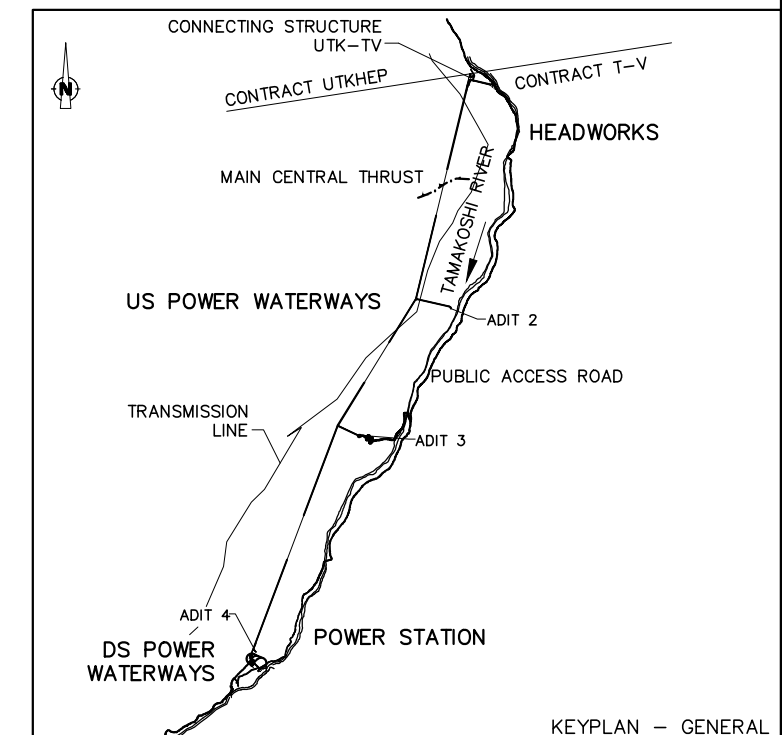 CONNECTING STRUCTURE
UTK-TV
CONTRACT UTKHEP
CONTRACT T-V
N
HEADWORKS
MAIN CENTRAL THRUST
TAMAKOSHI RIVER
US POWER WATERWAYS
ADIT 2
PUBLIC ACCESS ROAD
TRANSMISSION
LINE
ADIT 3
ADIT 4
POWER STATION
DS POWER
WATERWAYS
KEYPLAN - GENERAL